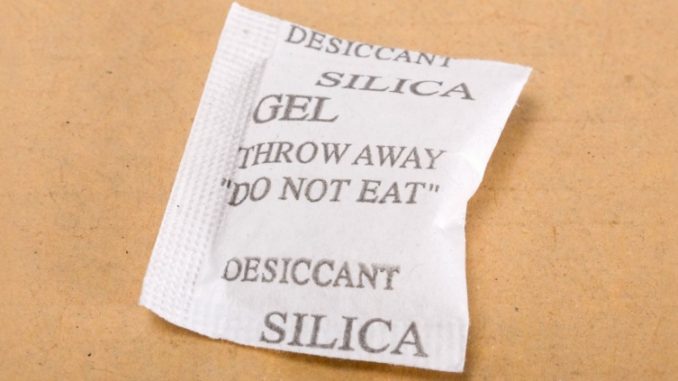 DESICCANT
SILICA
GEL
THROW AWAY
"DO NOT EAT"
DESICCANT
SILICA